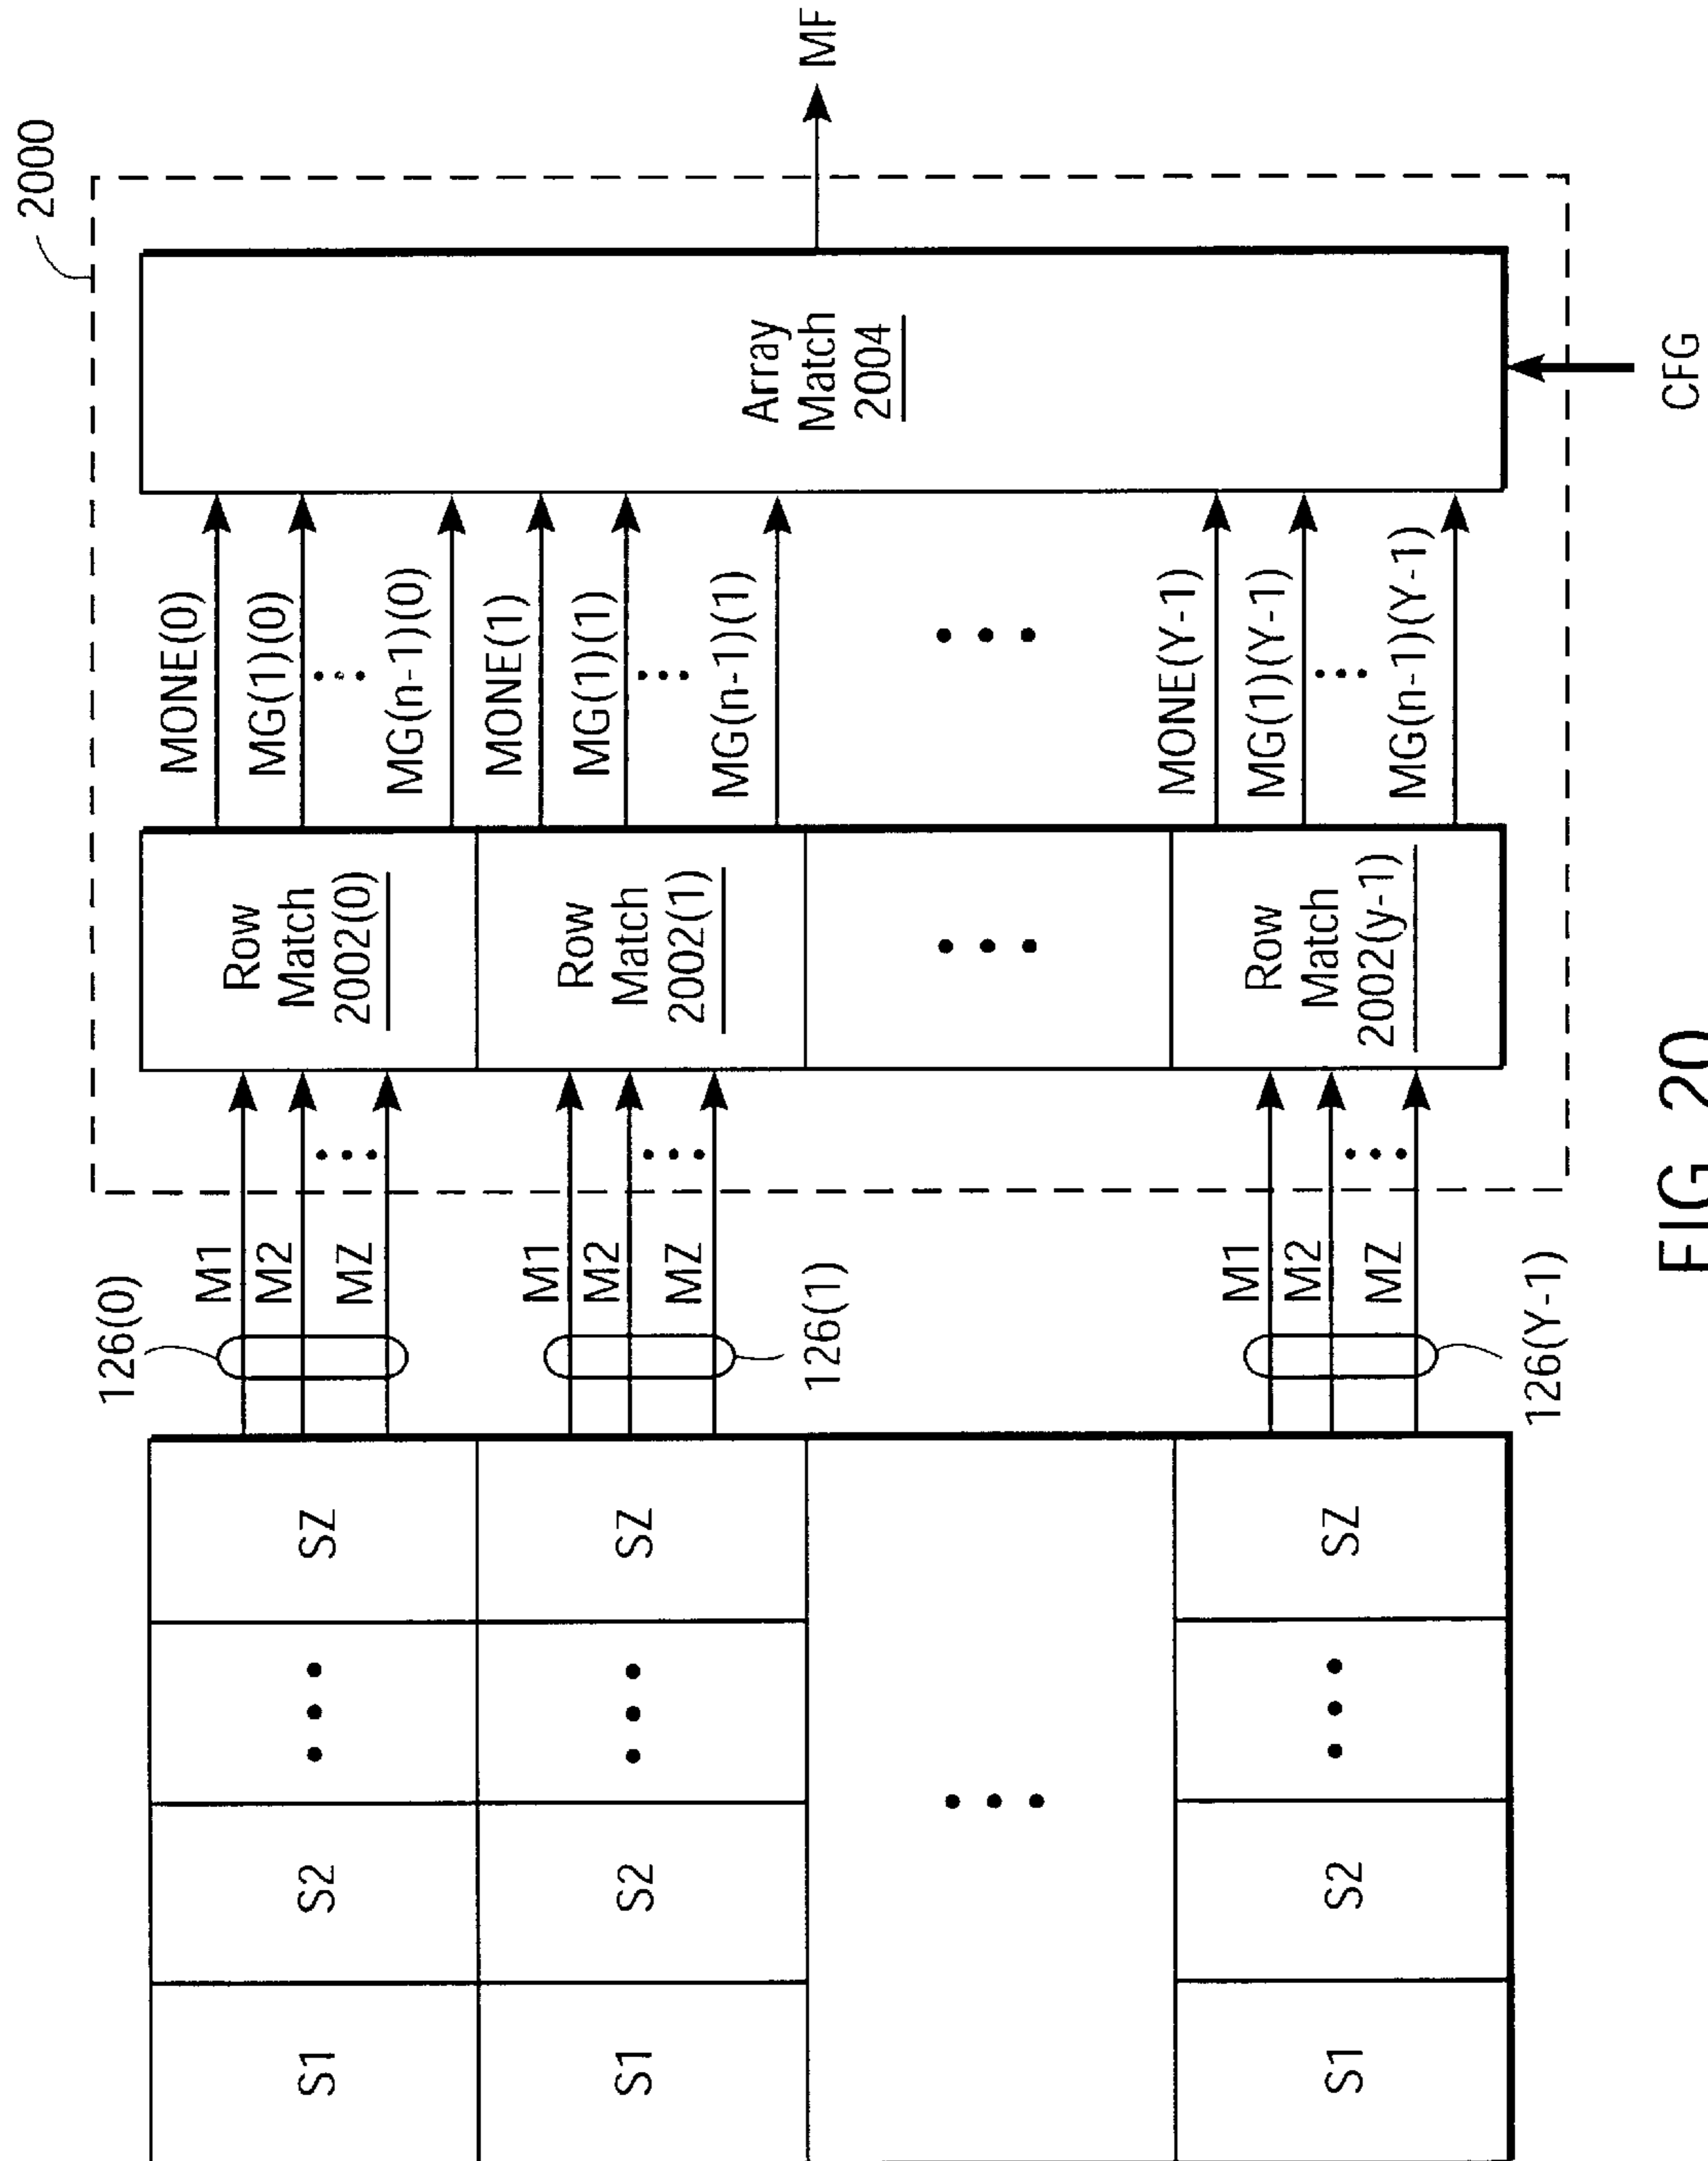 2000
126(0)
S1
S2
• • •
SZ
M1
M2
• • •
MZ
Row
Match
2002(0)
MONE(0)
MG(1)(0)
• • •
MG(n-1)(0)
S1
S2
• • •
SZ
M1
M2
• • •
MZ
126(1)
Row
Match
2002(1)
MONE(1)
MG(1)(1)
• • •
MG(n-1)(1)
Array
Match
2004
MF
• • •
• • •
• • •
S1
S2
• • •
SZ
M1
M2
• • •
MZ
126(Y-1)
Row
Match
2002(y-1)
MONE(Y-1)
MG(1)(Y-1)
• • •
MG(n-1)(Y-1)
CFG
FIG. 20